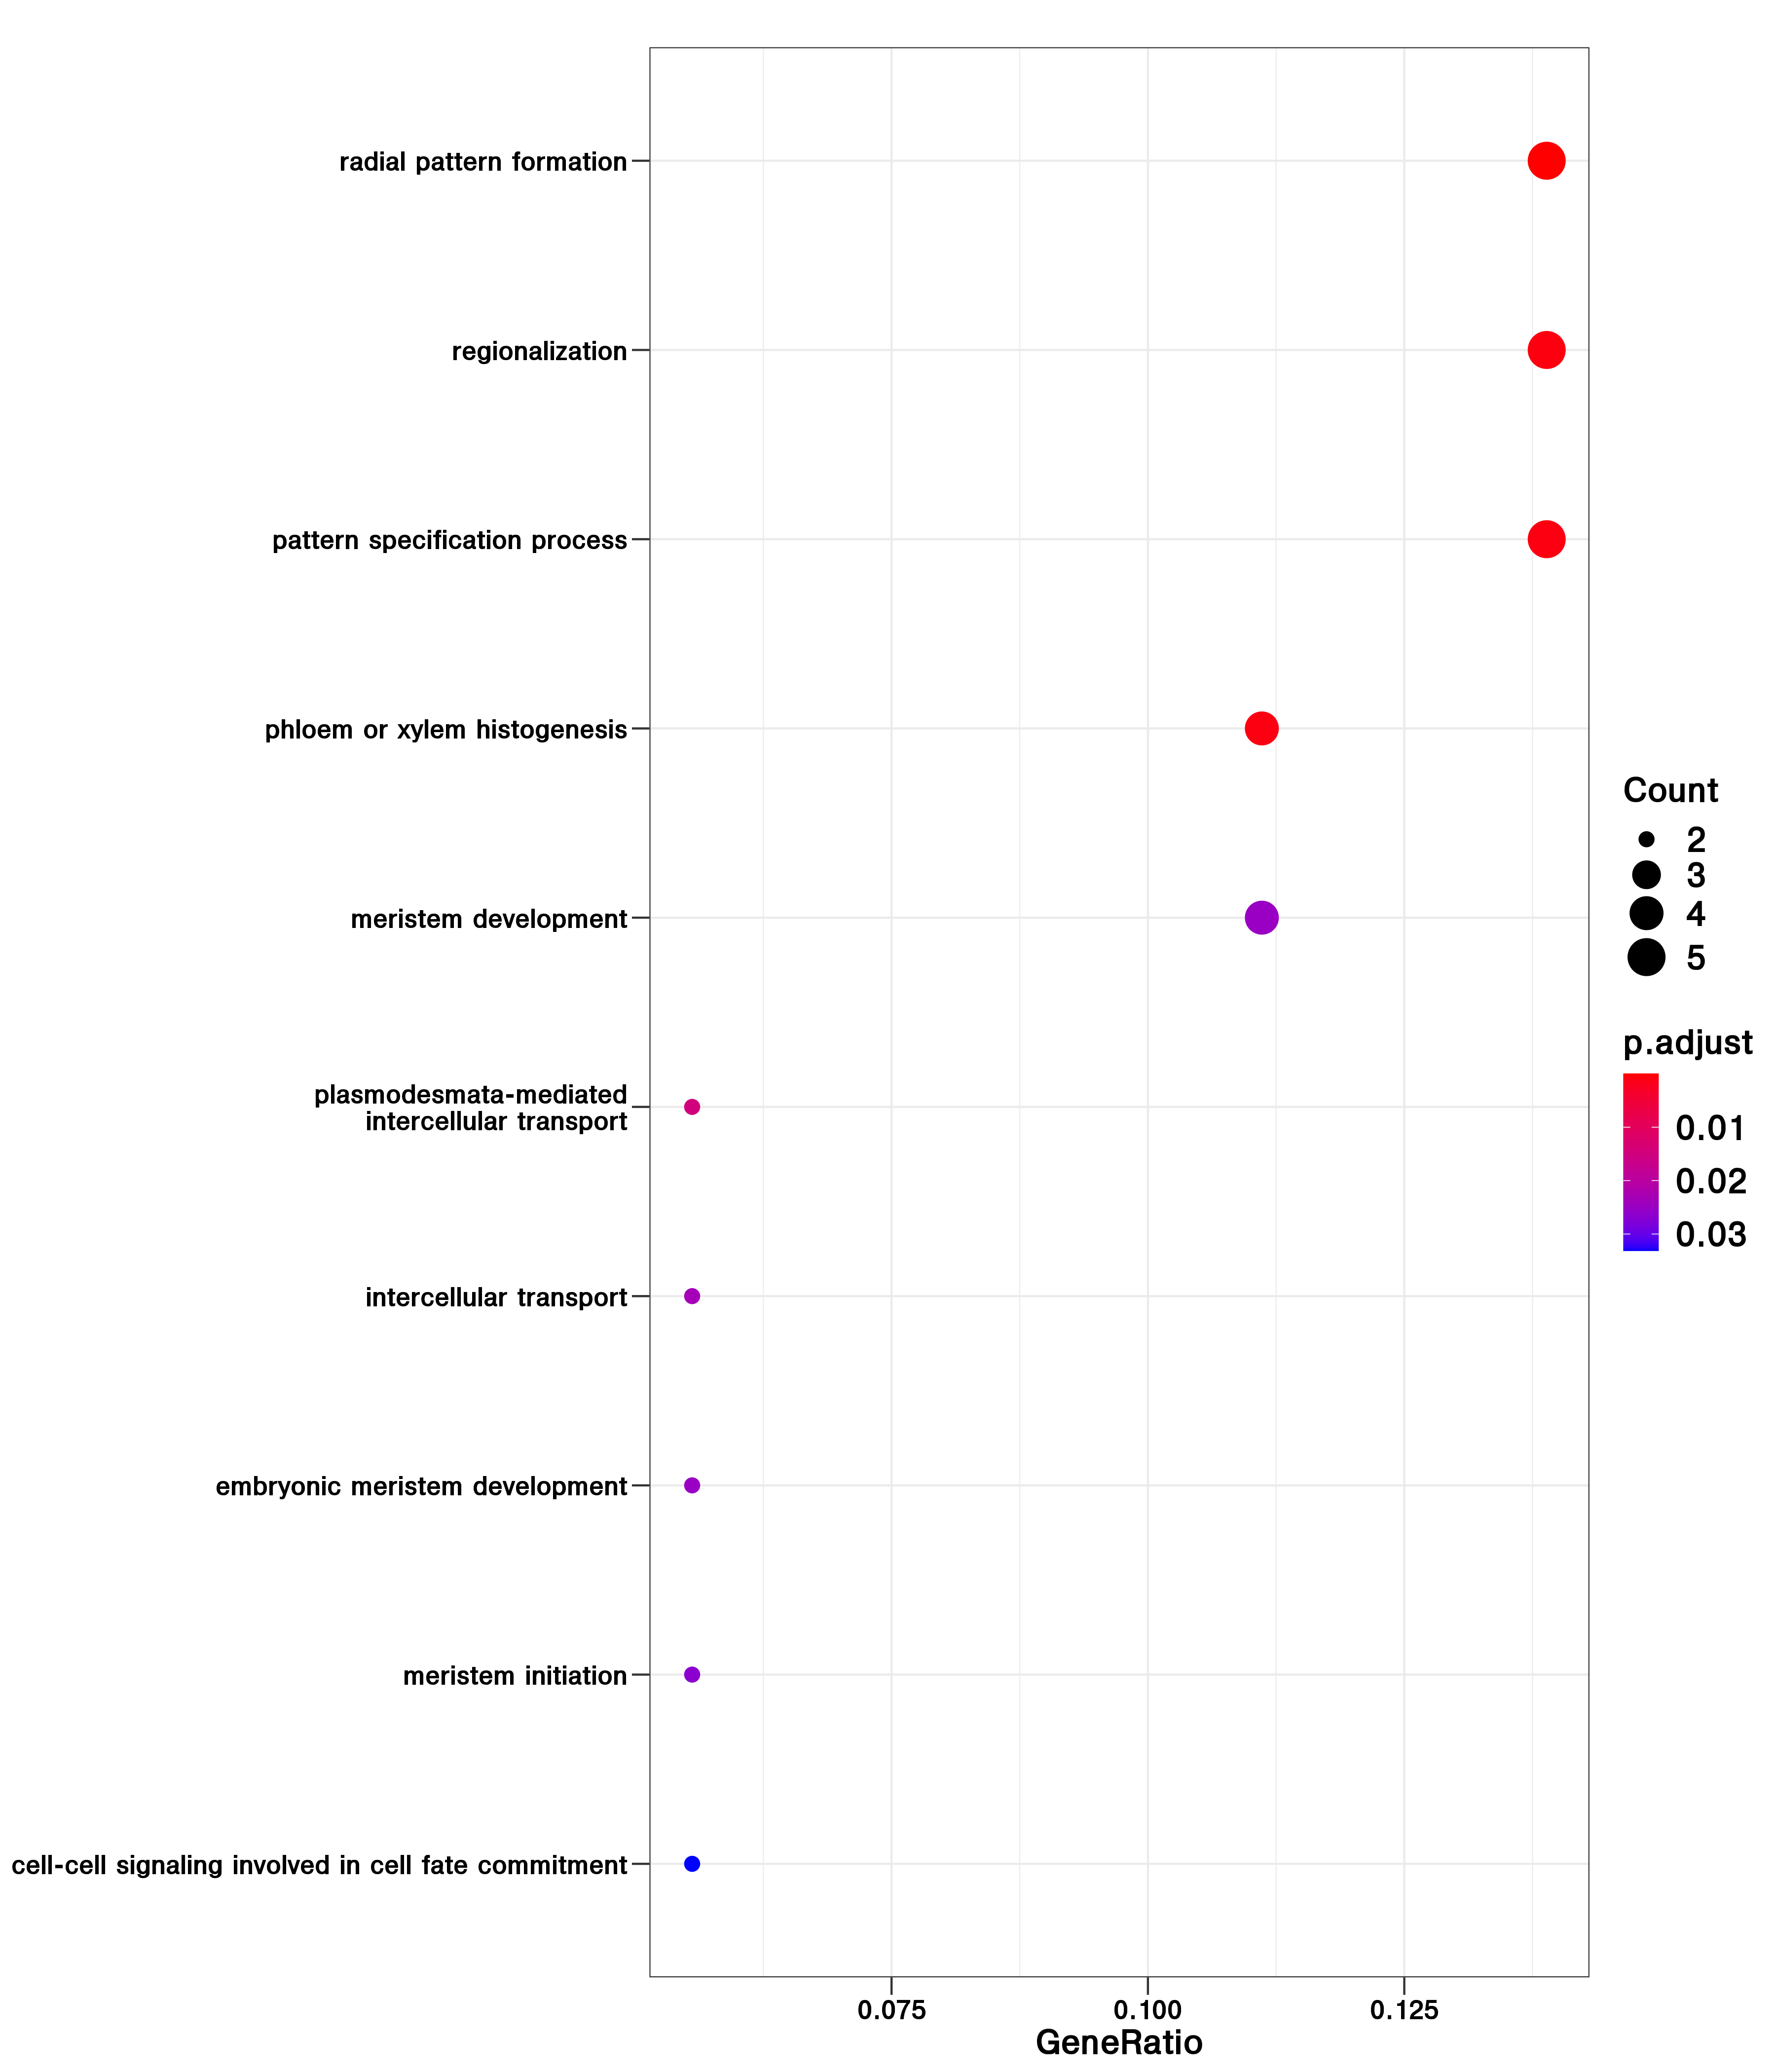 radial pattern formation
regionalization
pattern specification process
phloem or xylem histogenesis
meristem development
plasmodesmata-mediated
intercellular transport
intercellular transport
embryonic meristem development
meristem initiation
cell-cell signaling involved in cell fate commitment
0.075
0.100
0.125
GeneRatio
Count
2
3
4
5
p.adjust
0.01
0.02
0.03